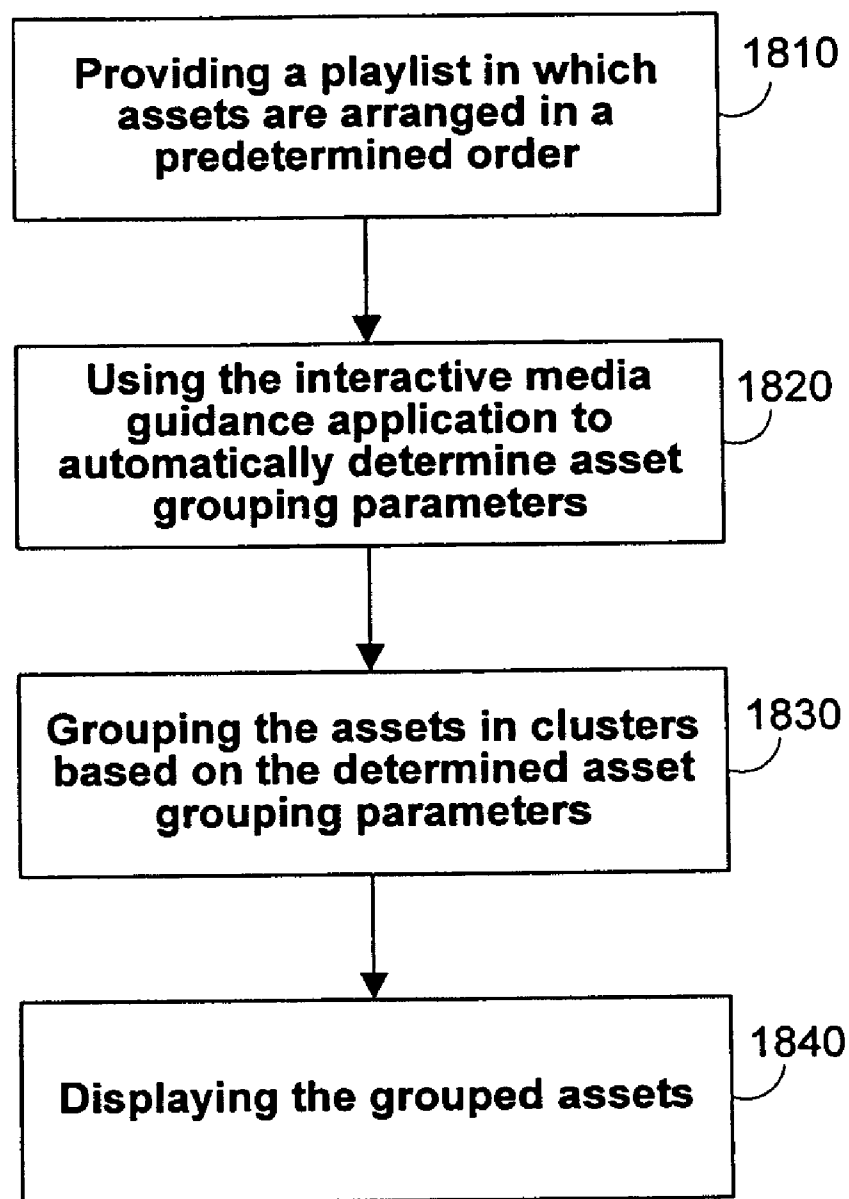 Providing a playlist in which
assets are arranged in a
predetermined order
1810
Using the interactive media
guidance application to
automatically determine asset
grouping parameters
1820
Grouping the assets in clusters
based on the determined asset
grouping parameters
1830
Displaying the grouped assets
1840